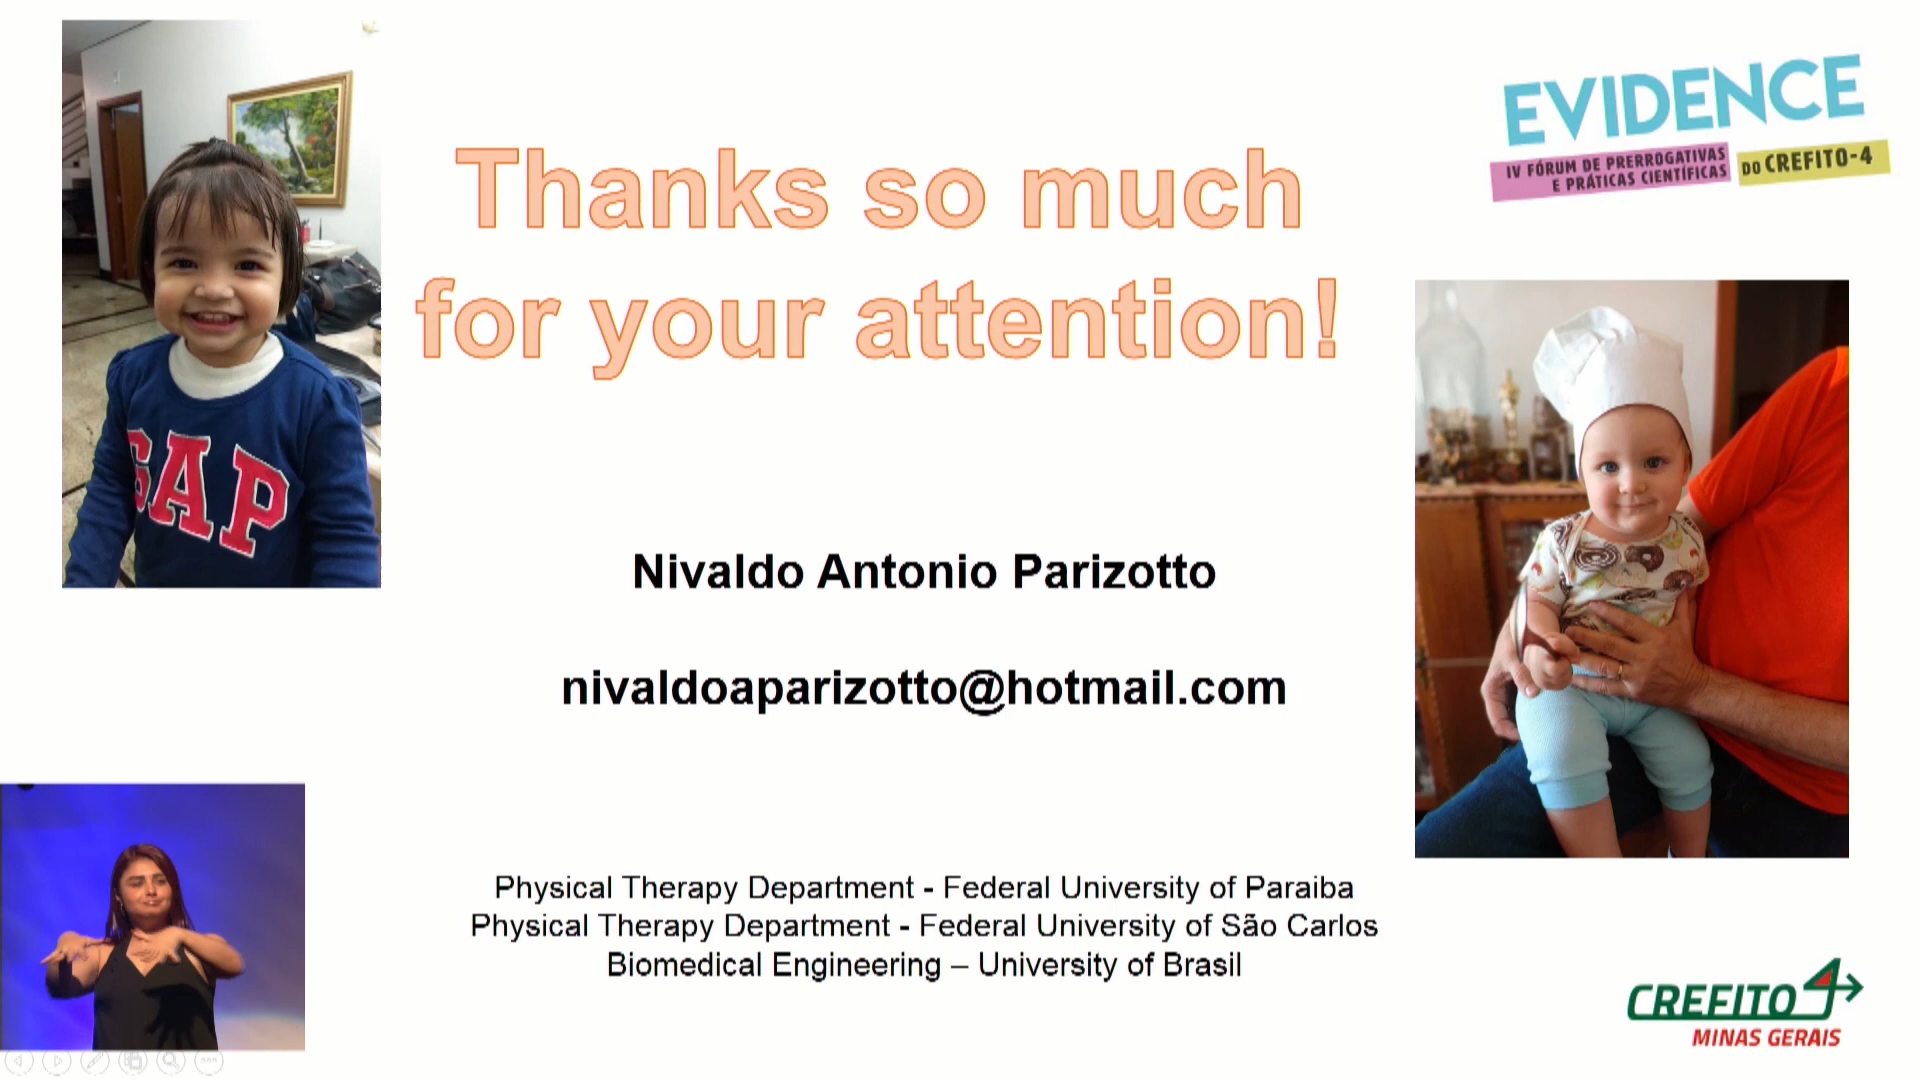 EVIDENCE
IV FÓRUM DE PRERROGATIVAS
E PRÁTICAS CIENTÍFICAS
DO CREFITO-4
Thanks so much
for your attention!
GAP
Nivaldo Antonio Parizotto
nivaldoaparizotto@hotmail.com
Physical Therapy Department - Federal University of Paraiba
Physical Therapy Department - Federal University of São Carlos
Biomedical Engineering – University of Brasil
CREFITO4
MINAS GERAIS